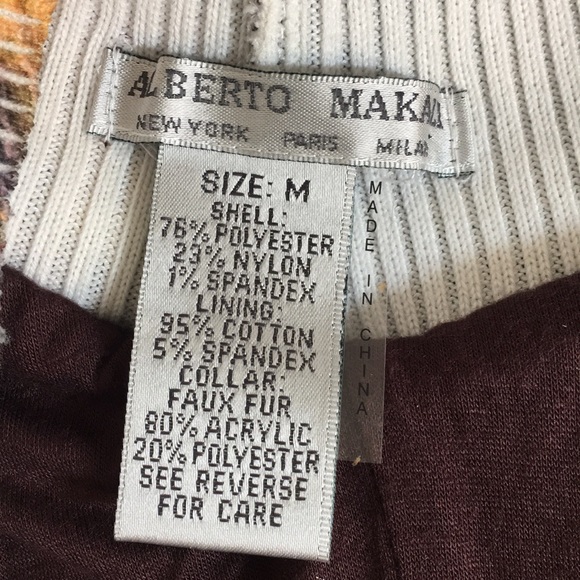 ALBERTO MAKALI
NEW YORK PARIS MILAN
SIZE: M
SHELL:
76% POLYESTER
23% NYLON
1% SPANDEX
LINING:
95% COTTON
5% SPANDEX
COLLAR:
FAUX FUR
80% ACRYLIC
20% POLYESTER
SEE REVERSE
FOR CARE
MADE IN CHINA